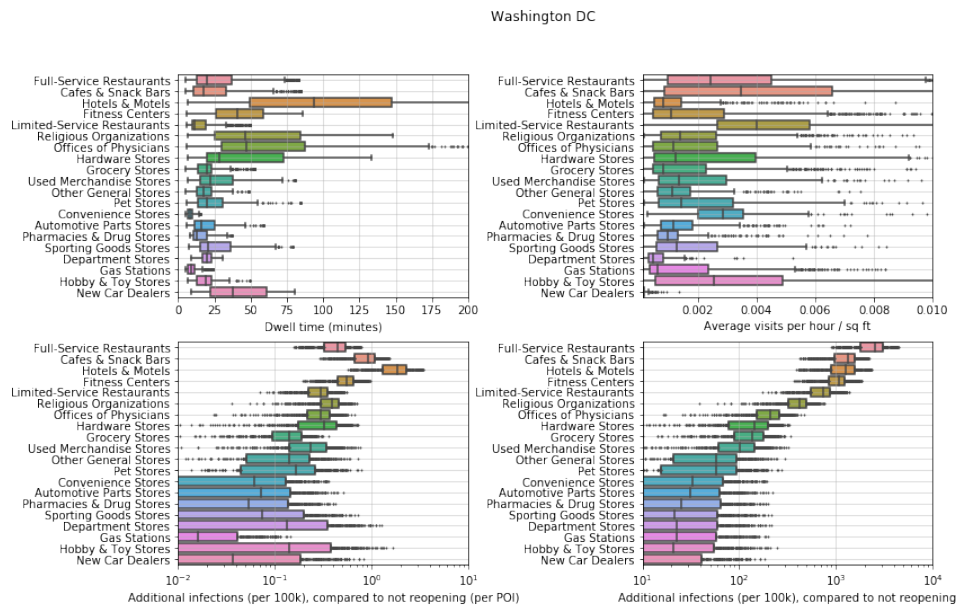 Washington DC
Full-Service Restaurants
Cafes & Snack Bars
Hotels & Motels
Fitness Centers
Limited-Service Restaurants
Religious Organizations
Offices of Physicians
Hardware Stores
Grocery Stores
Used Merchandise Stores
Other General Stores
Pet Stores
Convenience Stores
Automotive Parts Stores
Pharmacies & Drug Stores
Sporting Goods Stores
Department Stores
Gas Stations
Hobby & Toy Stores
New Car Dealers
0 25 50 75 100 125 150 175 200
Dwell time (minutes)
Full-Service Restaurants
Cafes & Snack Bars
Hotels & Motels
Fitness Centers
Limited-Service Restaurants
Religious Organizations
Offices of Physicians
Hardware Stores
Grocery Stores
Used Merchandise Stores
Other General Stores
Pet Stores
Convenience Stores
Automotive Parts Stores
Pharmacies & Drug Stores
Sporting Goods Stores
Department Stores
Gas Stations
Hobby & Toy Stores
New Car Dealers
0.002 0.004 0.006 0.008 0.010
Average visits per hour / sq ft
Full-Service Restaurants
Cafes & Snack Bars
Hotels & Motels
Fitness Centers
Limited-Service Restaurants
Religious Organizations
Offices of Physicians
Hardware Stores
Grocery Stores
Used Merchandise Stores
Other General Stores
Pet Stores
Convenience Stores
Automotive Parts Stores
Pharmacies & Drug Stores
Sporting Goods Stores
Department Stores
Gas Stations
Hobby & Toy Stores
New Car Dealers
10⁻² 10⁻¹ 10⁰ 10¹
Additional infections (per 100k), compared to not reopening (per POI)
Full-Service Restaurants
Cafes & Snack Bars
Hotels & Motels
Fitness Centers
Limited-Service Restaurants
Religious Organizations
Offices of Physicians
Hardware Stores
Grocery Stores
Used Merchandise Stores
Other General Stores
Pet Stores
Convenience Stores
Automotive Parts Stores
Pharmacies & Drug Stores
Sporting Goods Stores
Department Stores
Gas Stations
Hobby & Toy Stores
New Car Dealers
10¹ 10² 10³ 10⁴
Additional infections (per 100k), compared to not reopening